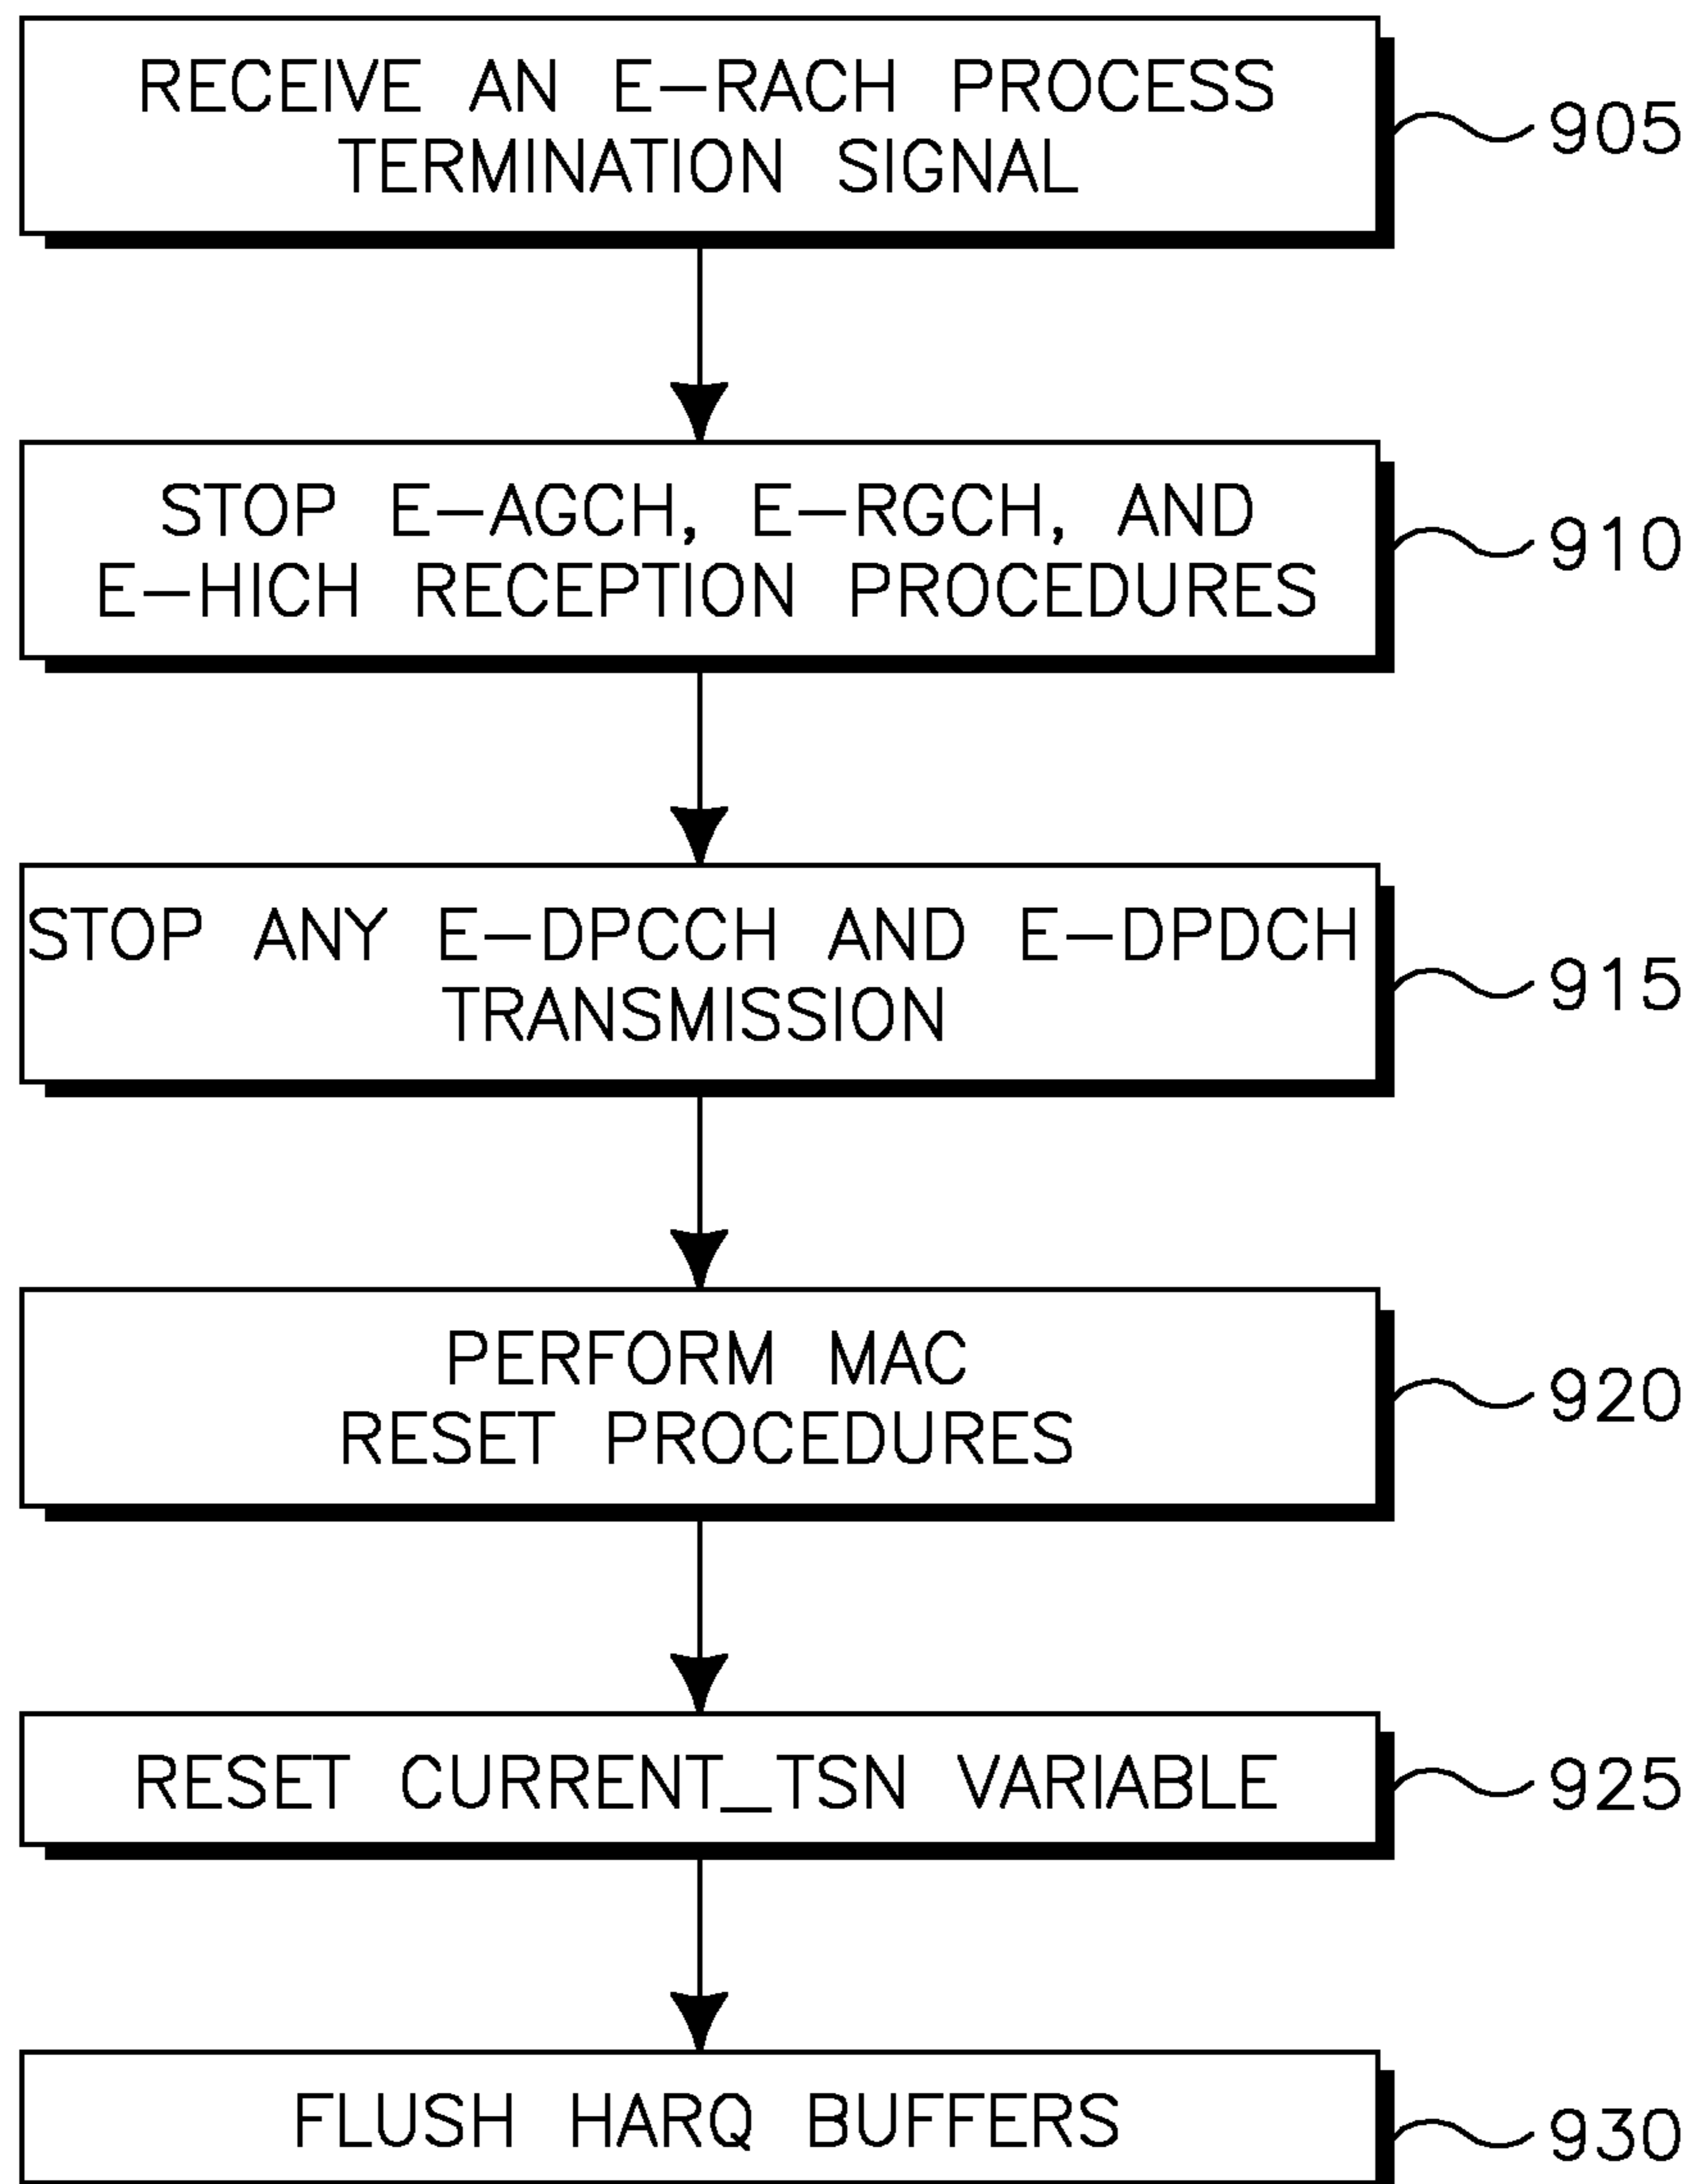 RECEIVE AN E-RACH PROCESS
TERMINATION SIGNAL
905
STOP E-AGCH, E-RGCH, AND
E-HICH RECEPTION PROCEDURES
910
STOP ANY E-DPCCH AND E-DPDCH
TRANSMISSION
915
PERFORM MAC
RESET PROCEDURES
920
RESET CURRENT_TSN VARIABLE
925
FLUSH HARQ BUFFERS
930